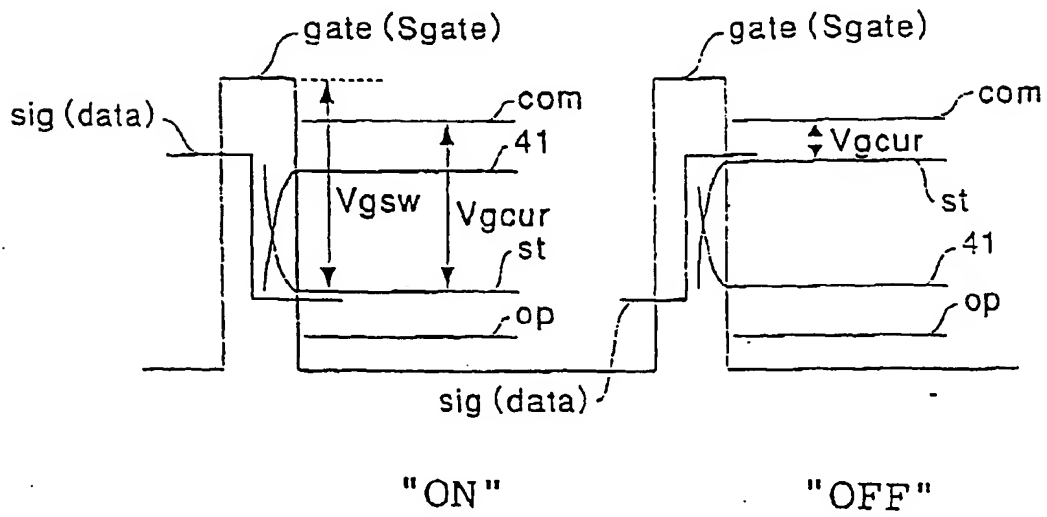 gate (Sgate)
gate (Sgate)
sig (data)
com
com
41
Vgcur
Vgsw
Vgcur
st
st
41
op
op
sig (data)
"ON"
"OFF"